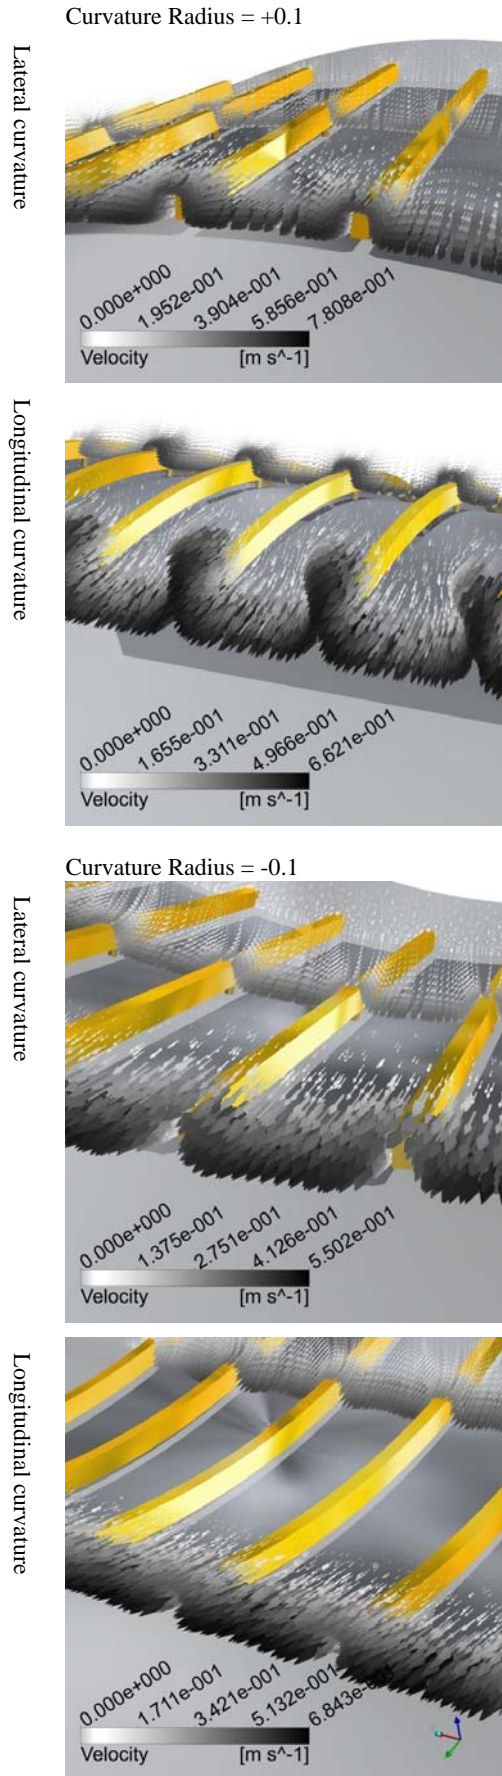 Curvature Radius = +0.1
Lateral curvature
0.000e+000
1.952e-001
3.904e-001
5.856e-001
7.808e-001
Velocity [m s^-1]
Longitudinal curvature
0.000e+000
1.655e-001
3.311e-001
4.966e-001
6.621e-001
Velocity [m s^-1]
Curvature Radius = -0.1
Lateral curvature
0.000e+000
1.375e-001
2.751e-001
4.126e-001
5.502e-001
Velocity [m s^-1]
Longitudinal curvature
0.000e+000
1.711e-001
3.421e-001
5.132e-001
6.843e-001
Velocity [m s^-1]